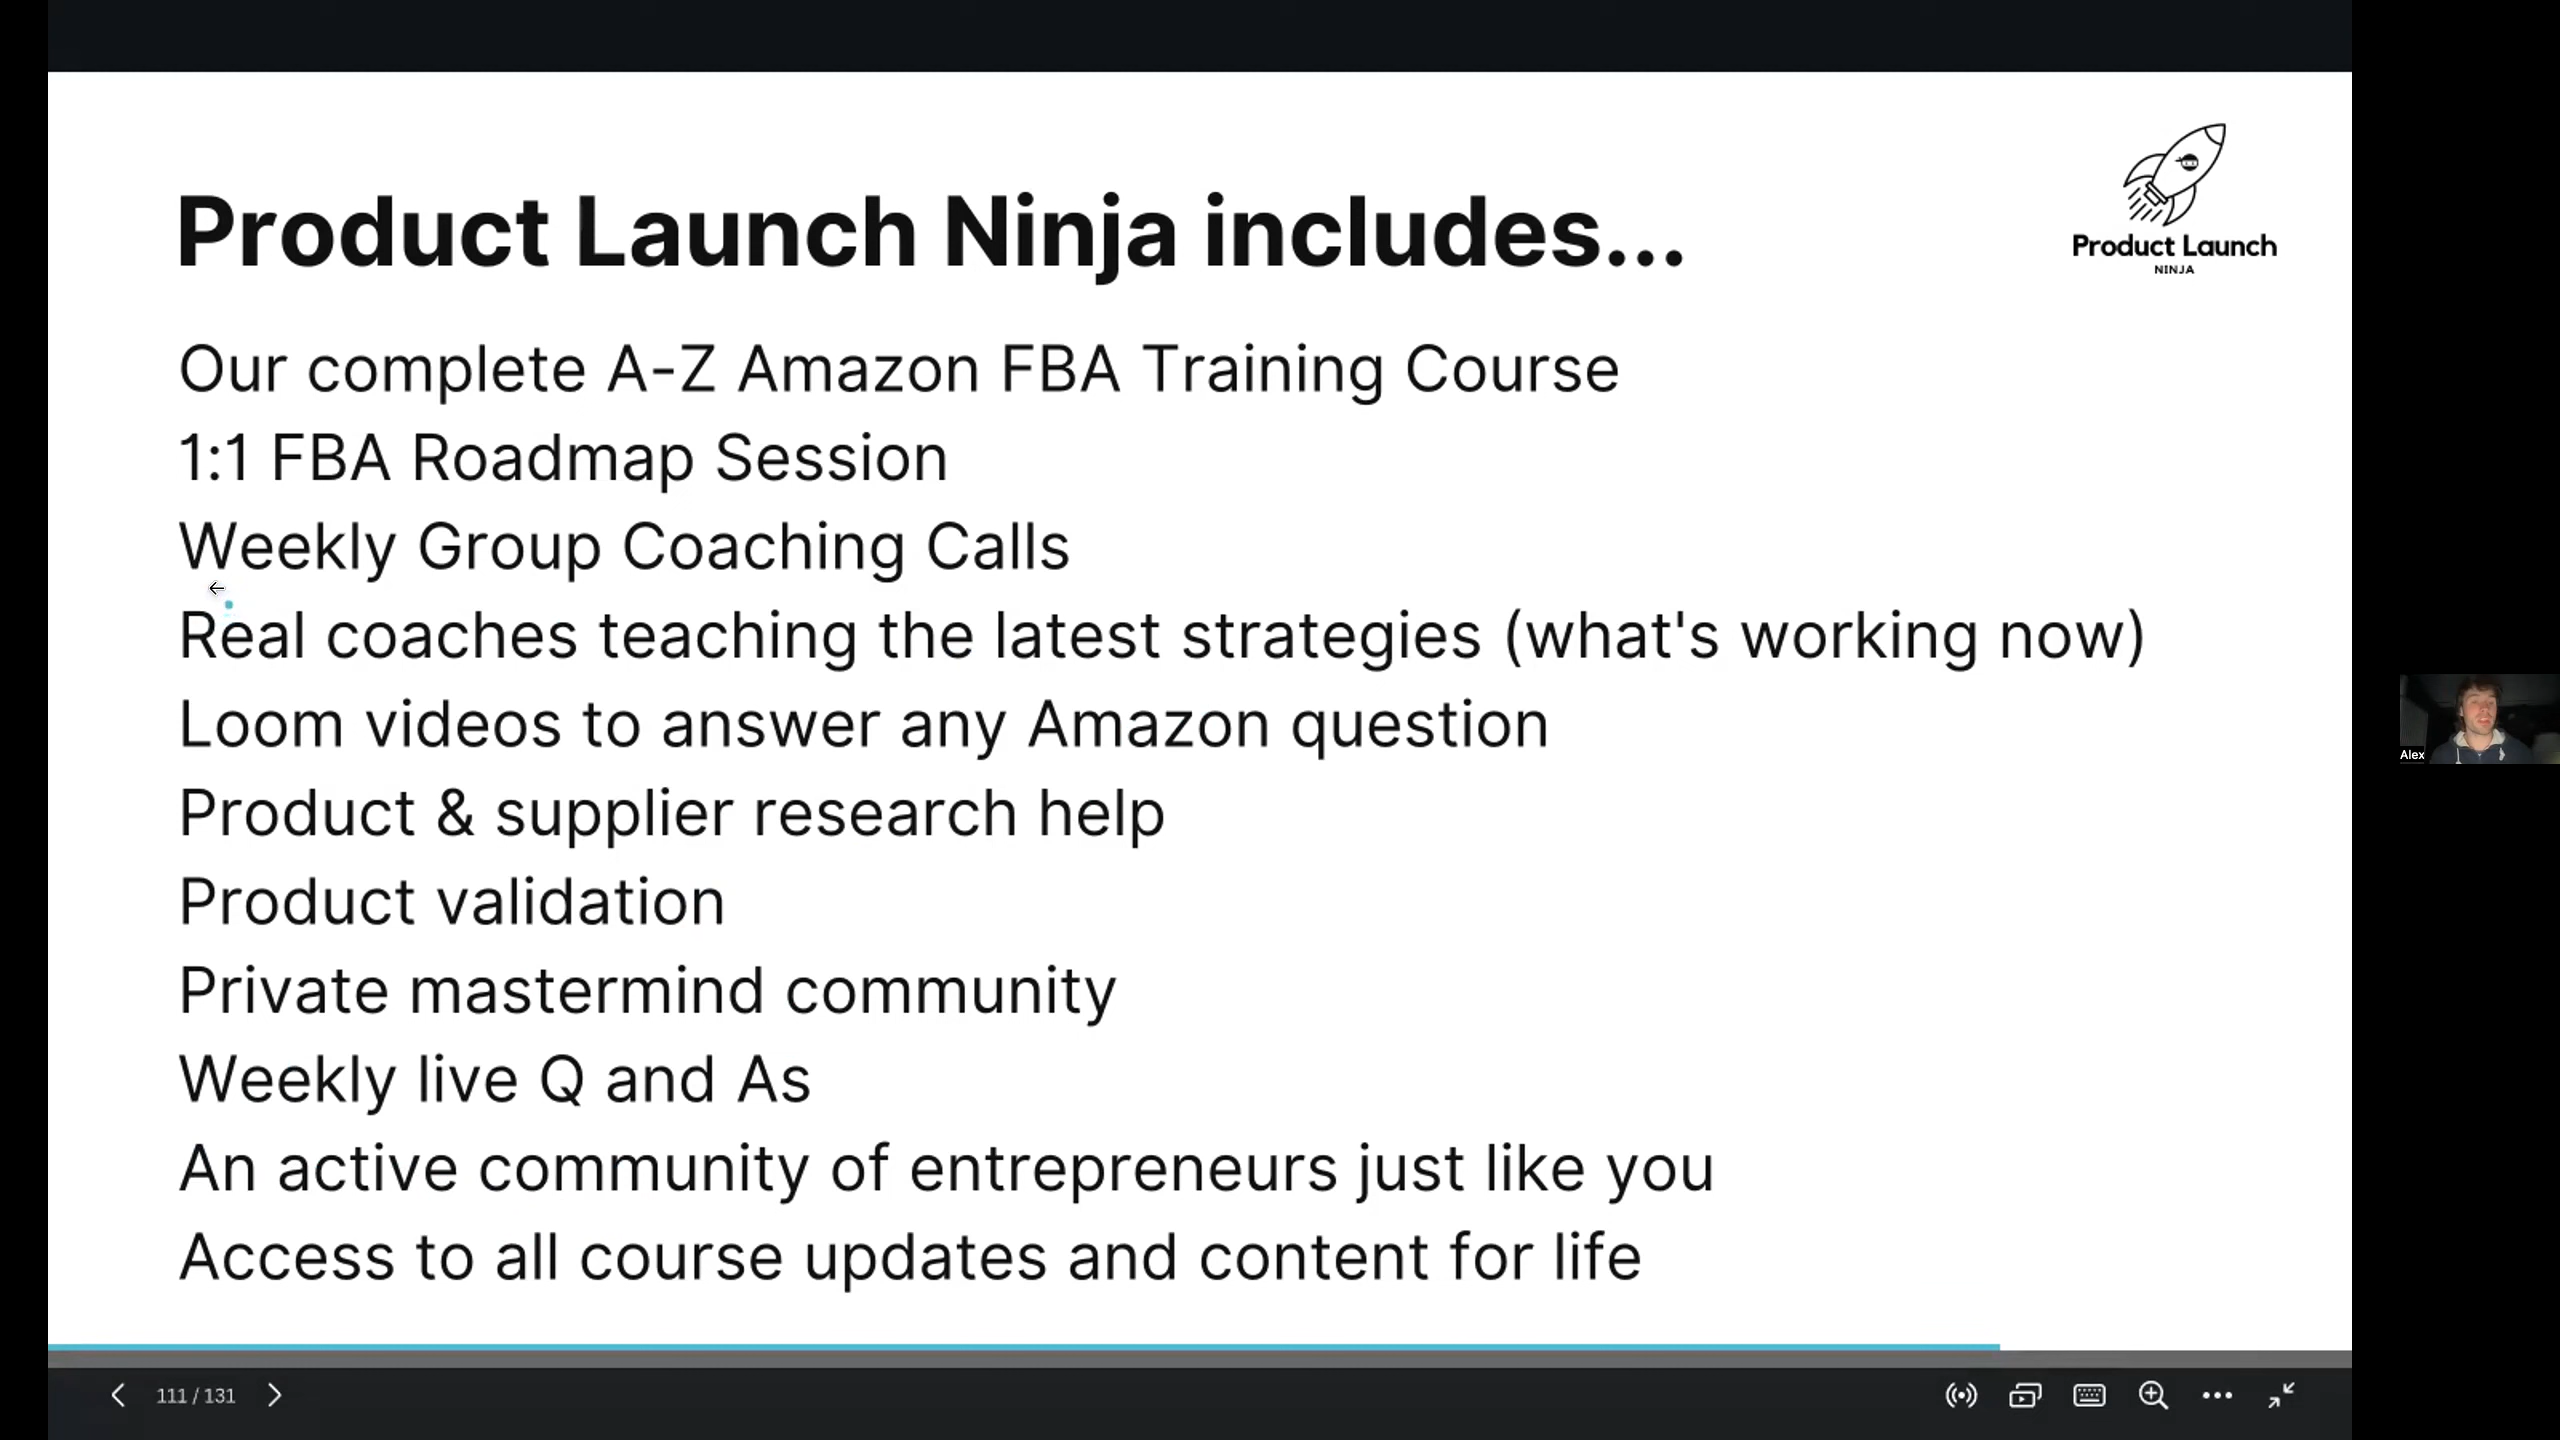 Product Launch Ninja includes...
Product Launch
NINJA
Our complete A-Z Amazon FBA Training Course
1:1 FBA Roadmap Session
Weekly Group Coaching Calls
Real coaches teaching the latest strategies (what's working now)
Loom videos to answer any Amazon question
Product & supplier research help
Product validation
Private mastermind community
Weekly live Q and As
An active community of entrepreneurs just like you
Access to all course updates and content for life
Alex
111 / 131